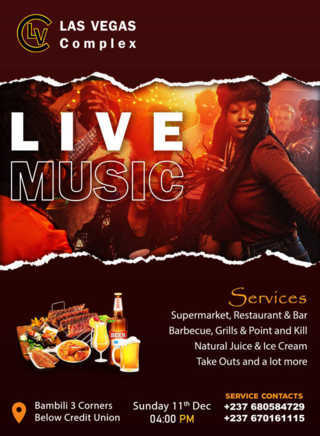 LV
LAS VEGAS
Complex
LIVE
MUSIC
Services
Supermarket, Restaurant & Bar
Barbecue, Grills & Point and Kill
Natural Juice & Ice Cream
Take Outs and a lot more
BEER
Bambili 3 Corners
Below Credit Union
Sunday 11th Dec
04:00 PM
SERVICE CONTACTS
+237 680584729
+237 670161115